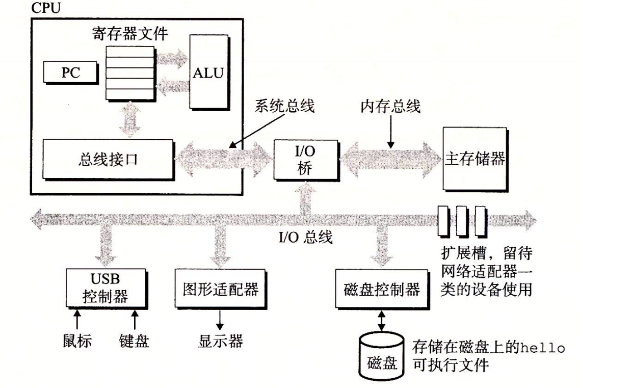 CPU
寄存器文件
PC
ALU
系统总线
内存总线
总线接口
I/O
桥
主存储器
I/O 总线
扩展槽，留待
网络适配器一
类的设备使用
USB
控制器
图形适配器
磁盘控制器
鼠标
键盘
显示器
磁盘
存储在磁盘上的hello
可执行文件